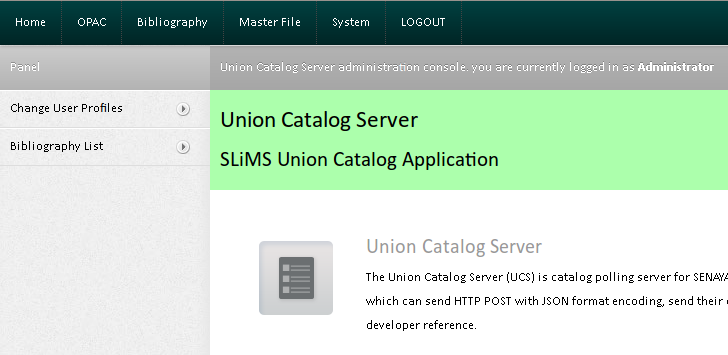 Home OPAC Bibliography Master File System LOGOUT
Panel
Union Catalog Server administration console. you are currently logged in as Administrator
Change User Profiles
Bibliography List
Union Catalog Server
SLiMS Union Catalog Application
Union Catalog Server
The Union Catalog Server (UCS) is catalog polling server for SENAYA
which can send HTTP POST with JSON format encoding, send their
developer reference.